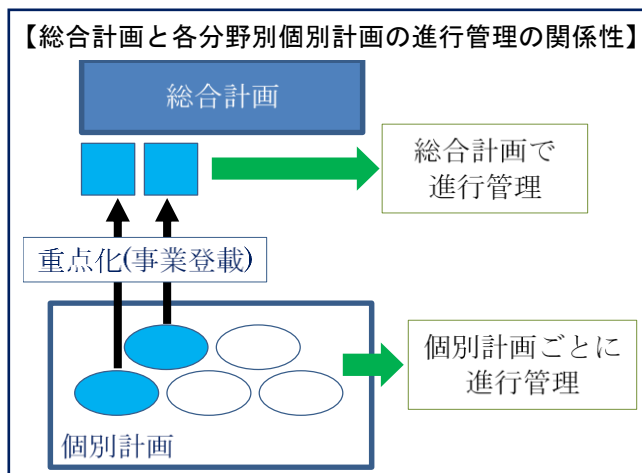 【総合計画と各分野別個別計画の進行管理の関係性】
総合計画
総合計画で
進行管理
重点化(事業登載)
個別計画ごとに
進行管理
個別計画